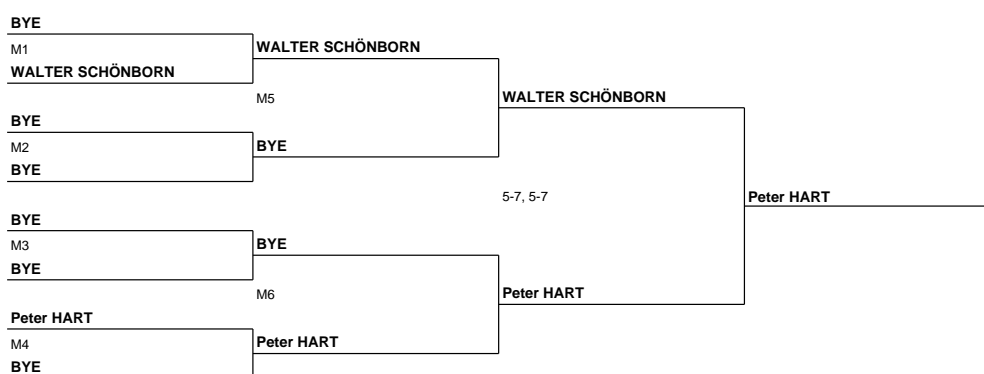 BYE
M1
WALTER SCHÖNBORN
WALTER SCHÖNBORN
M5
WALTER SCHÖNBORN
BYE
M2
BYE
BYE
5-7, 5-7
Peter HART
BYE
M3
BYE
BYE
M6
Peter HART
Peter HART
M4
Peter HART
BYE